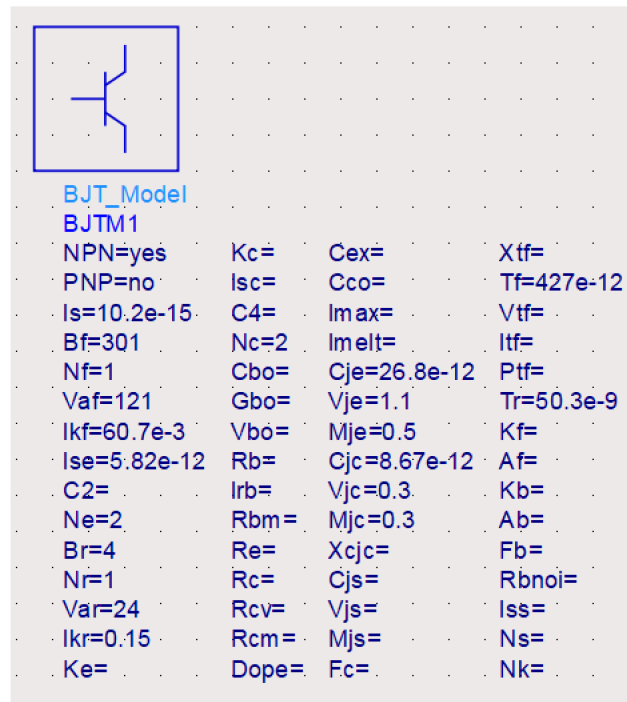 BJT_Model
BJTM1
NPN=yes Kc= Cex= Xtf=
PNP=no Isc= Cco= Tf=427e-12
Is=10.2e-15 C4= Imax= Vtf=
Bf=301 Nc=2 Imelt= Itf=
Nf=1 Cbo= Cje=26.8e-12 Ptf=
Vaf=121 Gbo= Vje=1.1 Tr=50.3e-9
Ikf=60.7e-3 Vbo= Mje=0.5 Kf=
Ise=5.82e-12 Rb= Cjc=8.67e-12 Af=
C2= Irb= Vjc=0.3 Kb=
Ne=2 Rbm= Mjc=0.3 Ab=
Br=4 Re= Xcjc= Fb=
Nr=1 Rc= Cjs= Rbnoi=
Var=24 Rcv= Vjs= Iss=
Ikr=0.15 Rcm= Mjs= Ns=
Ke= Dope= Fc= Nk=